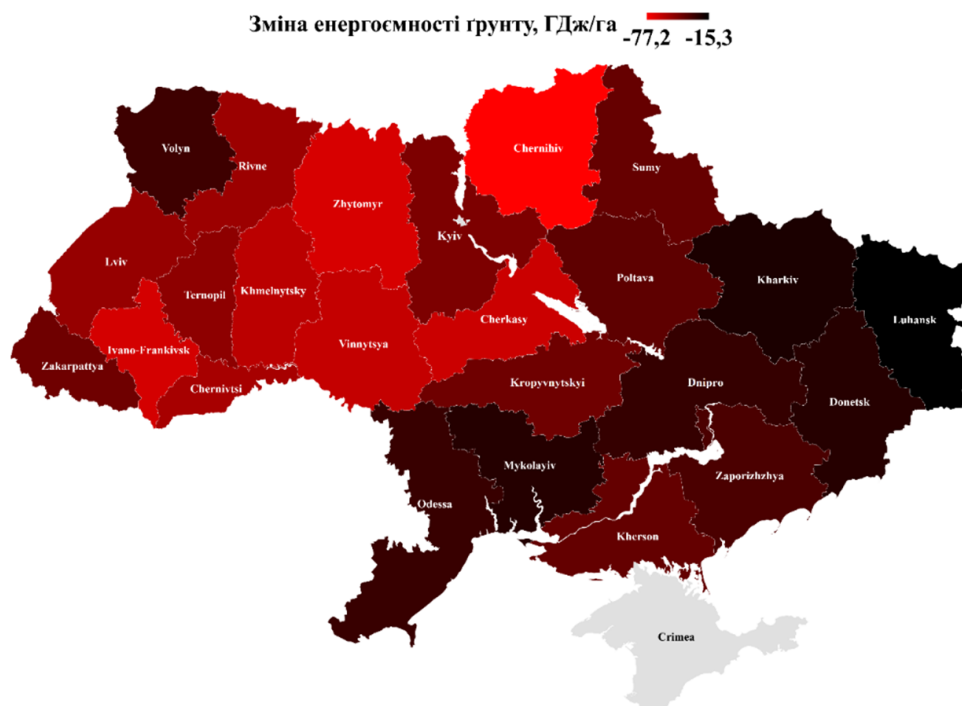 Зміна енергоємності ґрунту, ГДж/га
-77,2 -15,3
Chernihiv
Volyn
Rivne
Sumy
Zhytomyr
Kyiv
Lviv
Poltava
Kharkiv
Ternopil
Khmelnytsky
Luhansk
Cherkasy
Vinnytsya
Ivano-Frankivsk
Zakarpattya
Chernivtsi
Kropyvnytskyi
Dnipro
Donetsk
Mykolayiv
Zaporizhzhya
Odessa
Kherson
Crimea